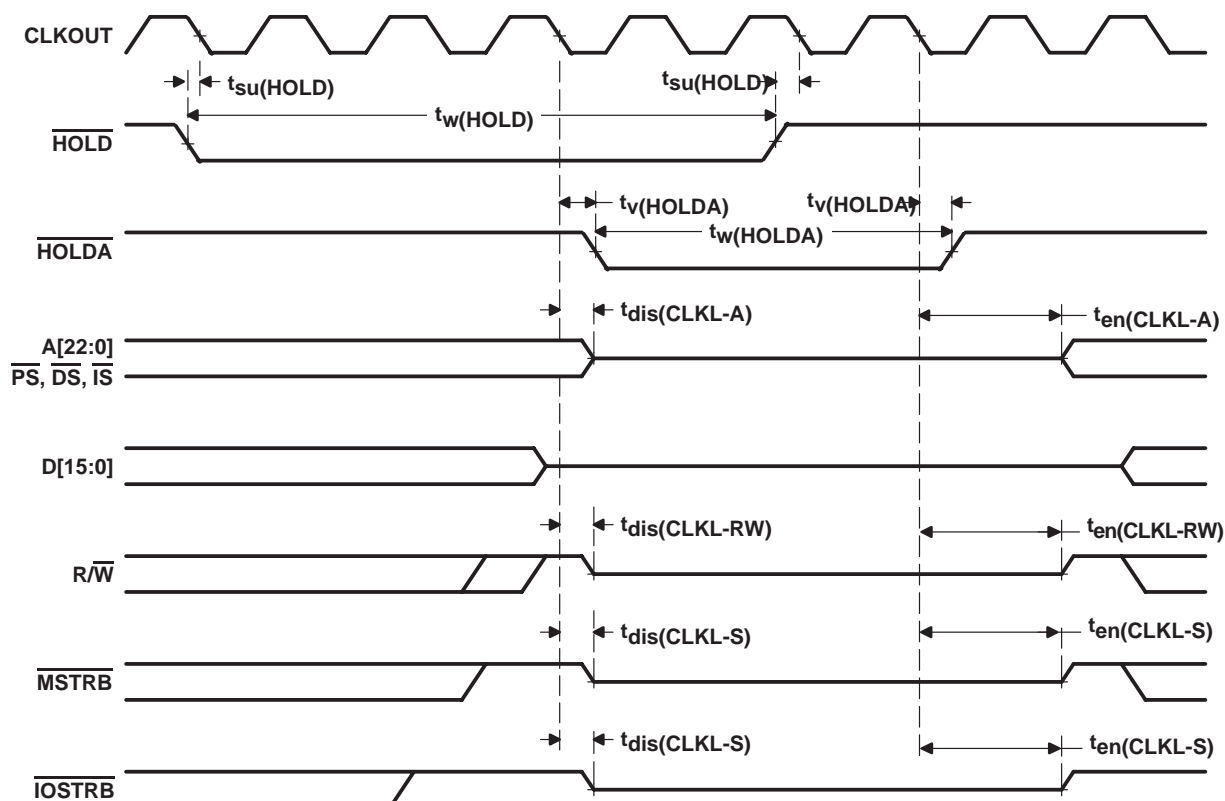 CLKOUT
tsu(HOLD)
tsu(HOLD)
tw(HOLD)
HOLD
tv(HOLDA)
tv(HOLDA)
tw(HOLDA)
HOLDA
tdis(CLKL-A)
ten(CLKL-A)
A[22:0]
PS, DS, IS
D[15:0]
tdis(CLKL-RW)
ten(CLKL-RW)
R/W
tdis(CLKL-S)
ten(CLKL-S)
MSTRB
tdis(CLKL-S)
ten(CLKL-S)
IOSTRB